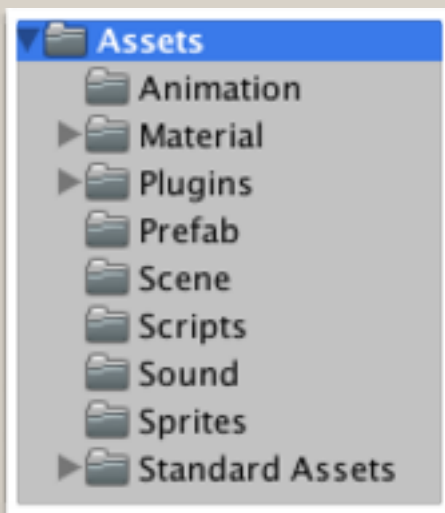 Assets
Animation
Material
Plugins
Prefab
Scene
Scripts
Sound
Sprites
Standard Assets